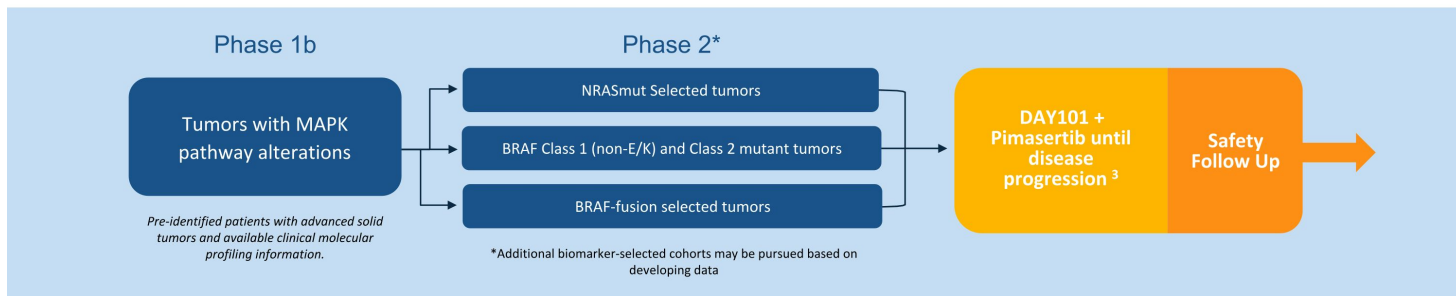 Phase 1b
Tumors with MAPK
pathway alterations
Pre-identified patients with advanced solid
tumors and available clinical molecular
profiling information.
Phase 2*
NRASmut Selected tumors
BRAF Class 1 (non-E/K) and Class 2 mutant tumors
BRAF-fusion selected tumors
*Additional biomarker-selected cohorts may be pursued based on
developing data
DAY101 +
Pimasertib until
disease
progression ³
Safety
Follow Up